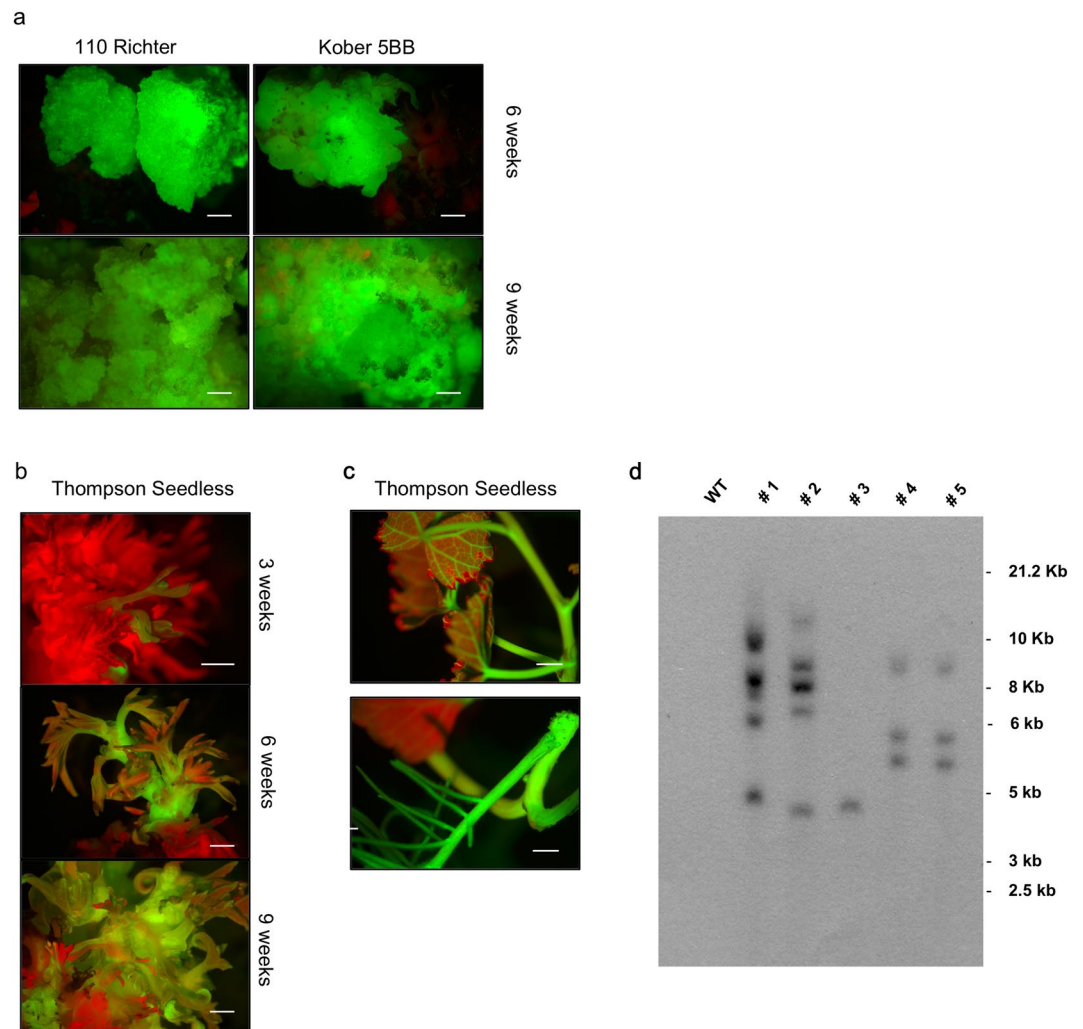 a
110 Richter
Kober 5BB
6 weeks
9 weeks
b
Thompson Seedless
3 weeks
6 weeks
9 weeks
c
Thompson Seedless
d
WT
# 1
# 2
# 3
# 4
# 5
- 21.2 Kb
- 10 Kb
- 8 Kb
- 6 kb
- 5 kb
- 3 kb
- 2.5 kb